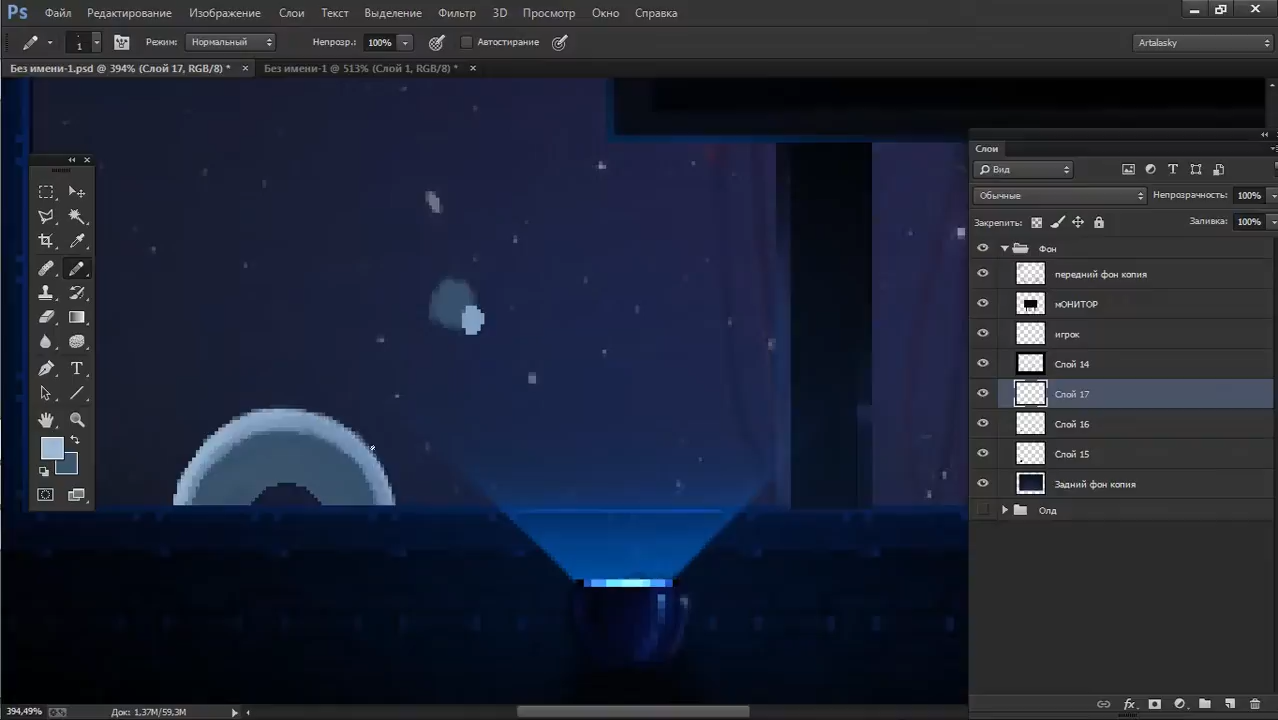 Ps Файл Редактирование Изображение Слои Текст Выделение Фильтр 3D Просмотр Окно Справка
1 Режим: Нормальный Непрозр.: 100% Автостирание Artalasky
Без имени-1.psd @ 394% (Слой 17, RGB/8) * × Без имени-1 @ 513% (Слой 1, RGB/8) * ×
Слои
Вид
Обычные Непрозрачность: 100%
Закрепить: Заливка: 100%
Фон
передний фон копия
мОНИТОР
игрок
Слой 14
Слой 17
Слой 16
Слой 15
Задний фон копия
Олд
394,49% Док: 1,37M/59,3M